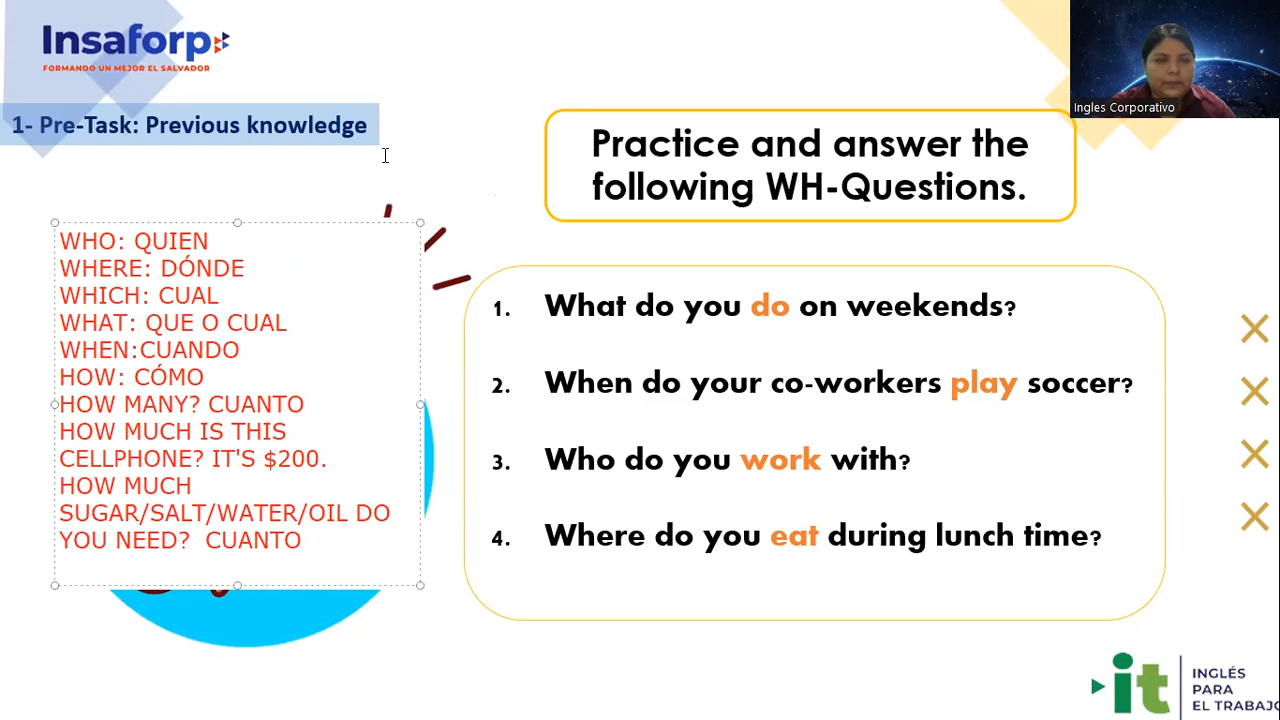 Insaforp
FORMANDO UN MEJOR EL SALVADOR
1- Pre-Task: Previous knowledge
Ingles Corporativo
Practice and answer the
following WH-Questions.
WHO: QUIEN
WHERE: DÓNDE
WHICH: CUAL
WHAT: QUE O CUAL
WHEN:CUANDO
HOW: CÓMO
HOW MANY? CUANTO
HOW MUCH IS THIS
CELLPHONE? IT'S $200.
HOW MUCH
SUGAR/SALT/WATER/OIL DO
YOU NEED?  CUANTO
1. What do you do on weekends?
2. When do your co-workers play soccer?
3. Who do you work with?
4. Where do you eat during lunch time?
it
INGLÉS
PARA
EL TRABAJO